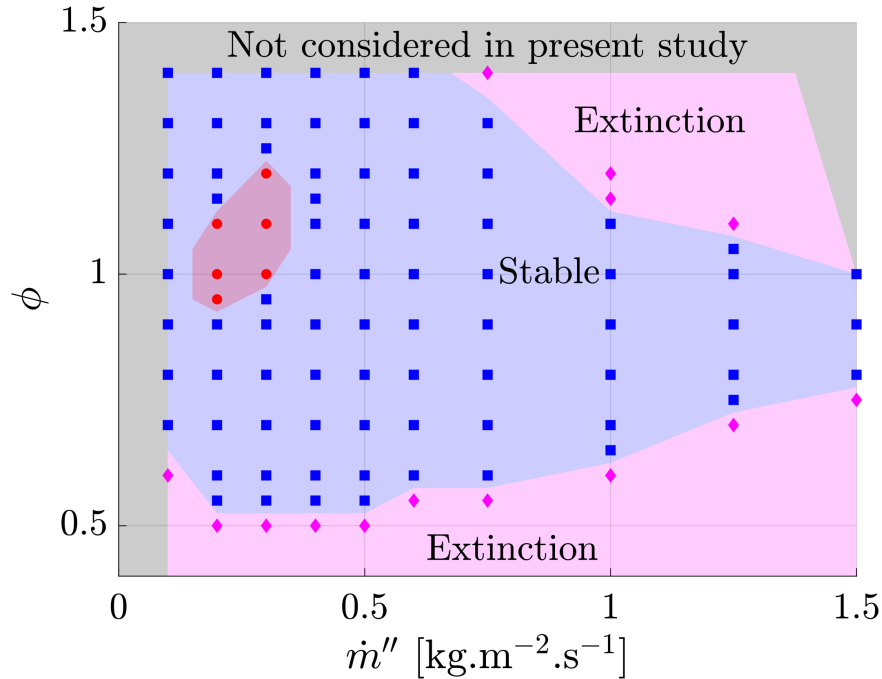 1.5
Not considered in present study
Extinction
1
Stable
ϕ
0.5
Extinction
0 0.5 1 1.5
ṁ″ [kg.m⁻².s⁻¹]